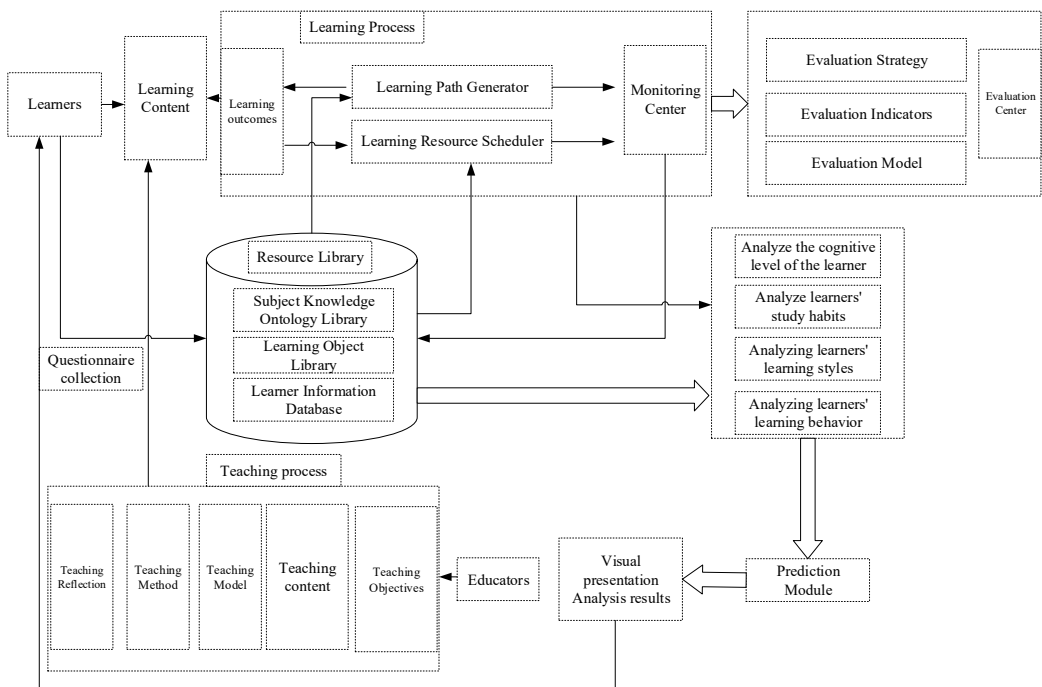 Learning Process
Learners
Learning
Content
Learning
outcomes
Learning Path Generator
Learning Resource Scheduler
Monitoring
Center
Evaluation Strategy
Evaluation Indicators
Evaluation Model
Evaluation
Center
Resource Library
Subject Knowledge
Ontology Library
Learning Object
Library
Learner Information
Database
Questionnaire
collection
Analyze the cognitive
level of the learner
Analyze learners'
study habits
Analyzing learners'
learning styles
Analyzing learners'
learning behavior
Teaching process
Teaching
Reflection
Teaching
Method
Teaching
Model
Teaching
content
Teaching
Objectives
Educators
Visual
presentation
Analysis results
Prediction
Module